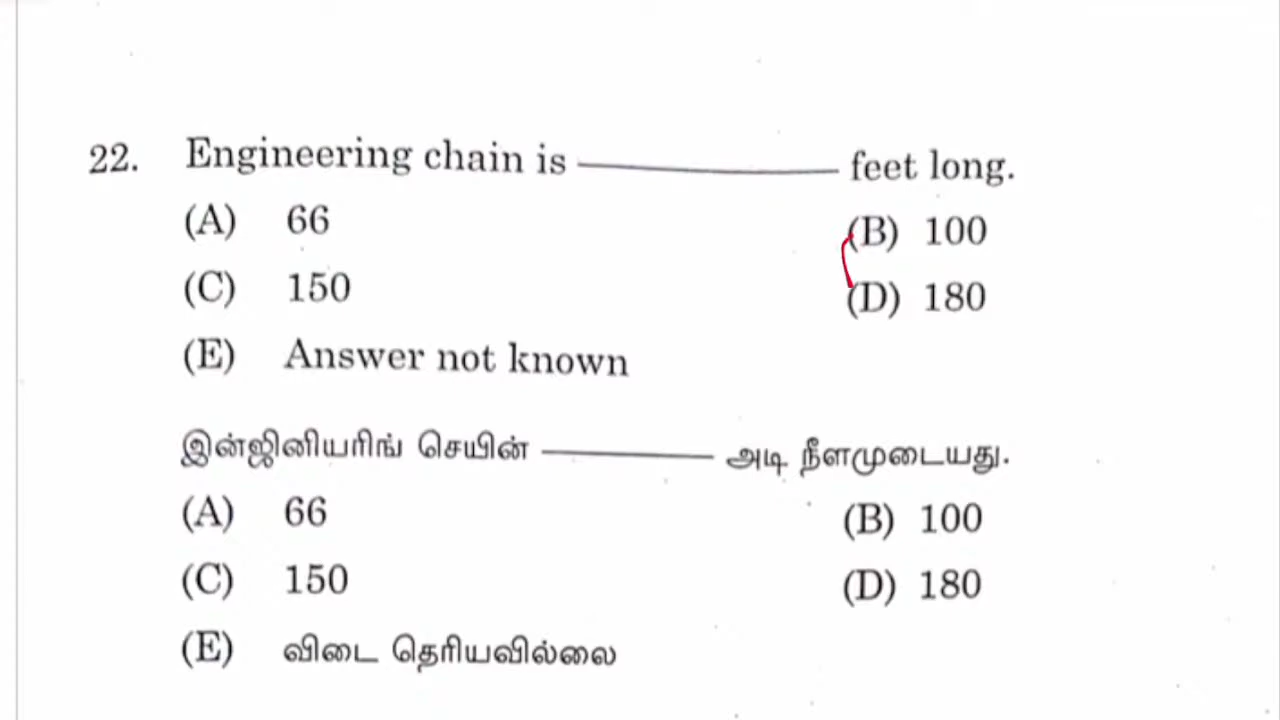 22. Engineering chain is ____________ feet long.
(A) 66 (B) 100
(C) 150 (D) 180
(E) Answer not known
இன்ஜினியரிங் செயின் ____________ அடி நீளமுடையது.
(A) 66 (B) 100
(C) 150 (D) 180
(E) விடை தெரியவில்லை